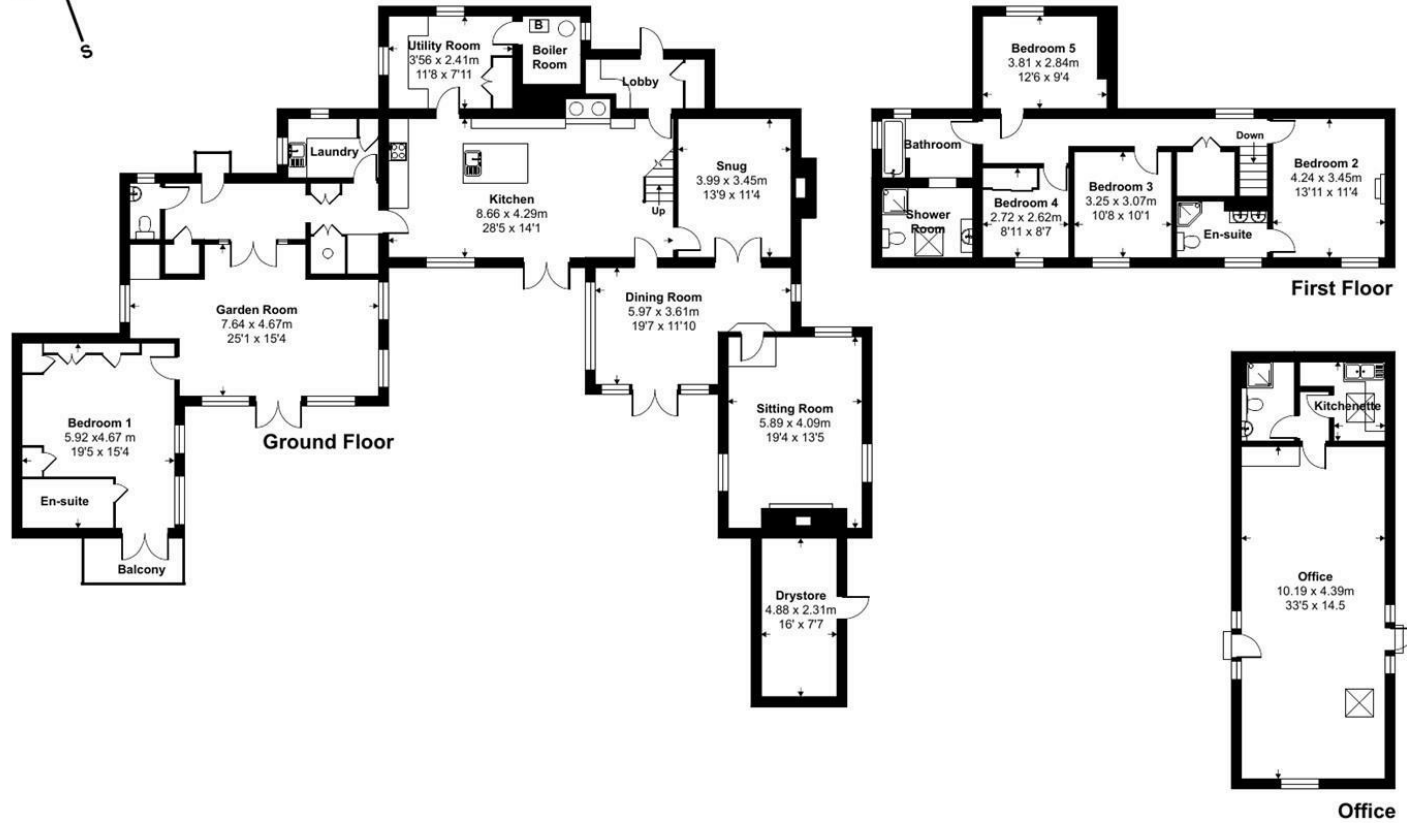 S
Utility Room
3'56 x 2.41m
11'8 x 7'11
B
Boiler
Room
Lobby
Laundry
Kitchen
8.66 x 4.29m
28'5 x 14'1
Up
Snug
3.99 x 3.45m
13'9 x 11'4
Garden Room
7.64 x 4.67m
25'1 x 15'4
Dining Room
5.97 x 3.61m
19'7 x 11'10
Bedroom 1
5.92 x4.67 m
19'5 x 15'4
En-suite
Balcony
Ground Floor
Sitting Room
5.89 x 4.09m
19'4 x 13'5
Drystore
4.88 x 2.31m
16' x 7'7
Bedroom 5
3.81 x 2.84m
12'6 x 9'4
Bathroom
Down
Bedroom 2
4.24 x 3.45m
13'11 x 11'4
Bedroom 3
3.25 x 3.07m
10'8 x 10'1
Bedroom 4
2.72 x 2.62m
8'11 x 8'7
Shower
Room
En-suite
First Floor
Kitchenette
Office
10.19 x 4.39m
33'5 x 14.5
Office